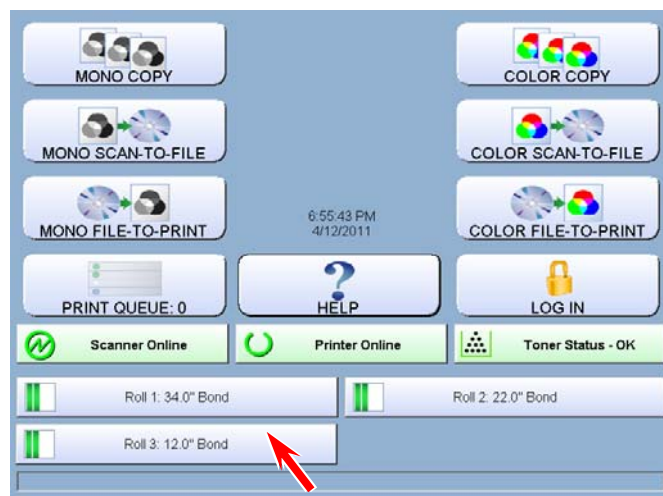 MONO COPY
COLOR COPY
MONO SCAN-TO-FILE
COLOR SCAN-TO-FILE
MONO FILE-TO-PRINT
6:55:43 PM
4/12/2011
COLOR FILE-TO-PRINT
PRINT QUEUE: 0
HELP
LOG IN
Scanner Online
Printer Online
Toner Status - OK
Roll 1: 34.0" Bond
Roll 2: 22.0" Bond
Roll 3: 12.0" Bond